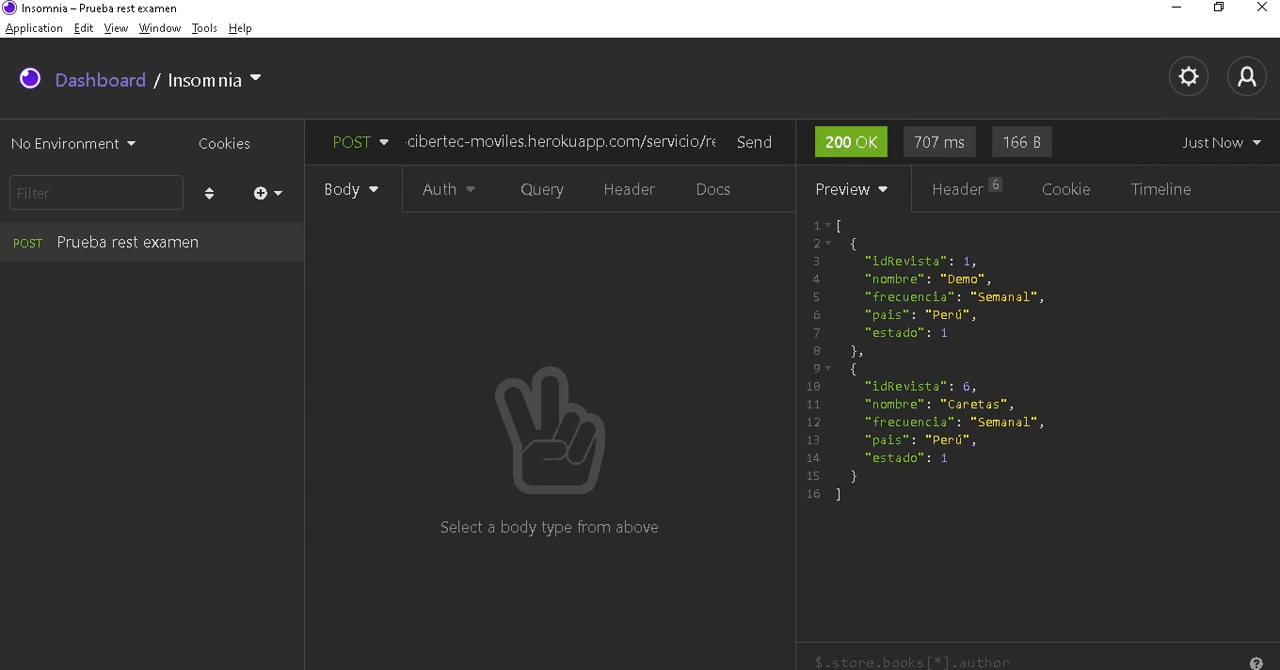 Insomnia – Prueba rest examen
Application Edit View Window Tools Help
Dashboard / Insomnia
No Environment Cookies
POST -cibertec-moviles.herokuapp.com/servicio/re Send
200 OK 707 ms 166 B Just Now
Filter
Body Auth Query Header Docs
Preview Header 6 Cookie Timeline
POST Prueba rest examen
Select a body type from above
1 [
2 {
3 "idRevista": 1,
4 "nombre": "Demo",
5 "frecuencia": "Semanal",
6 "pais": "Perú",
7 "estado": 1
8 },
9 {
10 "idRevista": 6,
11 "nombre": "Caretas",
12 "frecuencia": "Semanal",
13 "pais": "Perú",
14 "estado": 1
15 }
16 ]
$.store.books[*].author